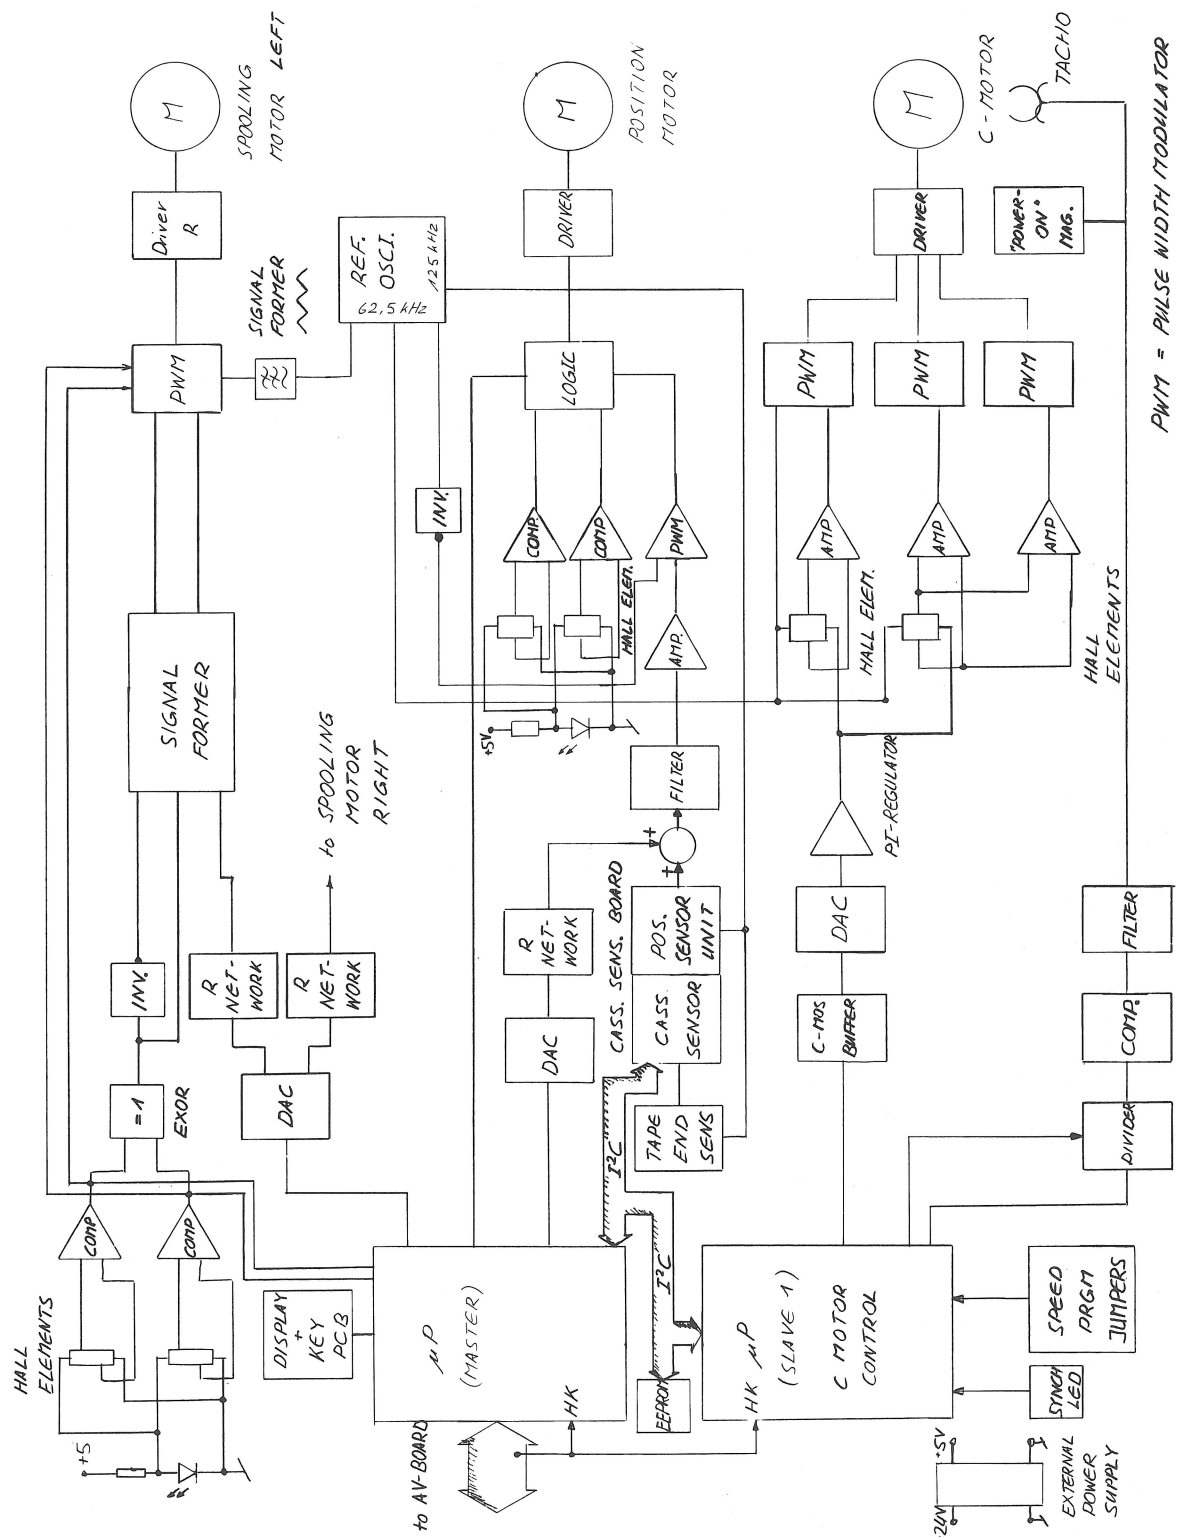 HALL
ELEMENTS
+5
COMP
COMP
=1
EXOR
INV.
DAC
R
NET-
WORK
R
NET-
WORK
to SPOOLING
MOTOR
RIGHT
SIGNAL
FORMER
PWM
SIGNAL
FORMER
Driver
R
M
SPOOLING
MOTOR LEFT
REF.
OSCI.
62,5 kHz
125 kHz
INV.
DISPLAY
+
KEY
PCB
µP
(MASTER)
HK
to AV-BOARD
I²C
I²C
EEPROM
DAC
R
NET-
WORK
CASS. SENS. BOARD
TAPE
END
SENS
CASS.
SENSOR
POS.
SENSOR
UNIT
+
+
FILTER
AMP.
+5V
COMP.
COMP
HALL ELEM.
PWM
LOGIC
DRIVER
M
POSITION
MOTOR
HK µP
(SLAVE 1)
C MOTOR
CONTROL
C-MOS
BUFFER
DAC
PI-REGULATOR
HALL ELEM.
AMP
AMP
AMP
HALL
ELEMENTS
PWM
PWM
PWM
DRIVER
M
C-MOTOR
TACHO
"POWER-
ON"
MAG.
FILTER
COMP.
DIVIDER
SPEED
PRGM
JUMPERS
SYNCH
LED
24V
+5V
EXTERNAL
POWER
SUPPLY
PWM = PULSE WIDTH MODULATOR